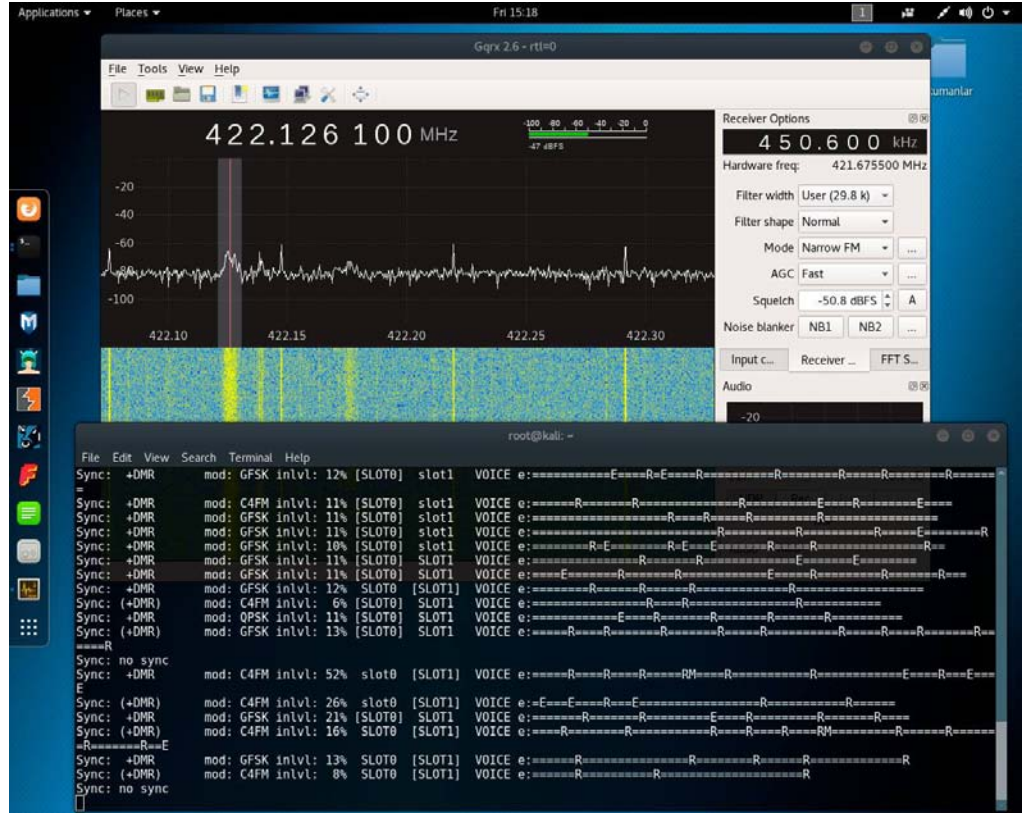 Applications Places Fri 15:18 1
Gqrx 2.6 - rtl=0
File Tools View Help
422.126 100 MHz
-100 -80 -60 -40 -20 0
-47 dBFS
-20
-40
-60
-80
-100
422.10 422.15 422.20 422.25 422.30
Receiver Options
450.600 kHz
Hardware freq: 421.675500 MHz
Filter width User (29.8 k)
Filter shape Normal
Mode Narrow FM ...
AGC Fast ...
Squelch -50.8 dBFS A
Noise blanker NB1 NB2 ...
Input c... Receiver ... FFT S...
Audio
-20
umanlar
root@kali: ~
File Edit View Search Terminal Help
Sync: +DMR mod: GFSK inlvl: 12% [SLOT0] slot1 VOICE e:
Sync: +DMR mod: C4FM inlvl: 11% [SLOT0] slot1 VOICE e:
Sync: +DMR mod: GFSK inlvl: 11% [SLOT0] slot1 VOICE e:
Sync: +DMR mod: GFSK inlvl: 11% [SLOT0] slot1 VOICE e:
Sync: +DMR mod: GFSK inlvl: 10% [SLOT0] slot1 VOICE e:
Sync: +DMR mod: GFSK inlvl: 11% [SLOT0] SLOT1 VOICE e:
Sync: +DMR mod: GFSK inlvl: 11% [SLOT0] SLOT1 VOICE e:
Sync: +DMR mod: GFSK inlvl: 12% SLOT0 [SLOT1] VOICE e:
Sync: (+DMR) mod: C4FM inlvl: 6% [SLOT0] SLOT1 VOICE e:
Sync: +DMR mod: QPSK inlvl: 11% [SLOT0] SLOT1 VOICE e:
Sync: (+DMR) mod: GFSK inlvl: 13% [SLOT0] SLOT1 VOICE e:
====R
Sync: no sync
Sync: +DMR mod: C4FM inlvl: 52% slot0 [SLOT1] VOICE e:
E
Sync: (+DMR) mod: C4FM inlvl: 26% slot0 [SLOT1] VOICE e:
Sync: +DMR mod: GFSK inlvl: 21% [SLOT0] SLOT1 VOICE e:
Sync: (+DMR) mod: C4FM inlvl: 16% SLOT0 [SLOT1] VOICE e:
=R=======R==E
Sync: +DMR mod: GFSK inlvl: 13% SLOT0 [SLOT1] VOICE e:
Sync: (+DMR) mod: C4FM inlvl: 8% SLOT0 [SLOT1] VOICE e:
Sync: no sync